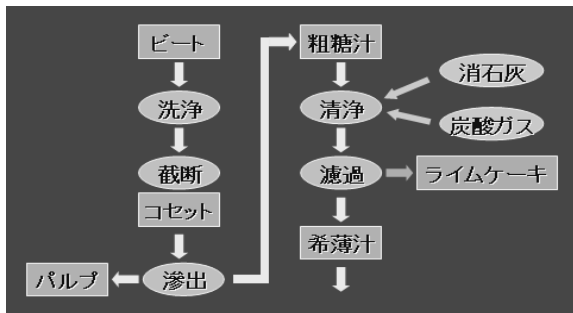 ビート
洗浄
截断
コセット
滲出
パルプ
粗糖汁
清浄
消石灰
炭酸ガス
濾過
ライムケーキ
希薄汁